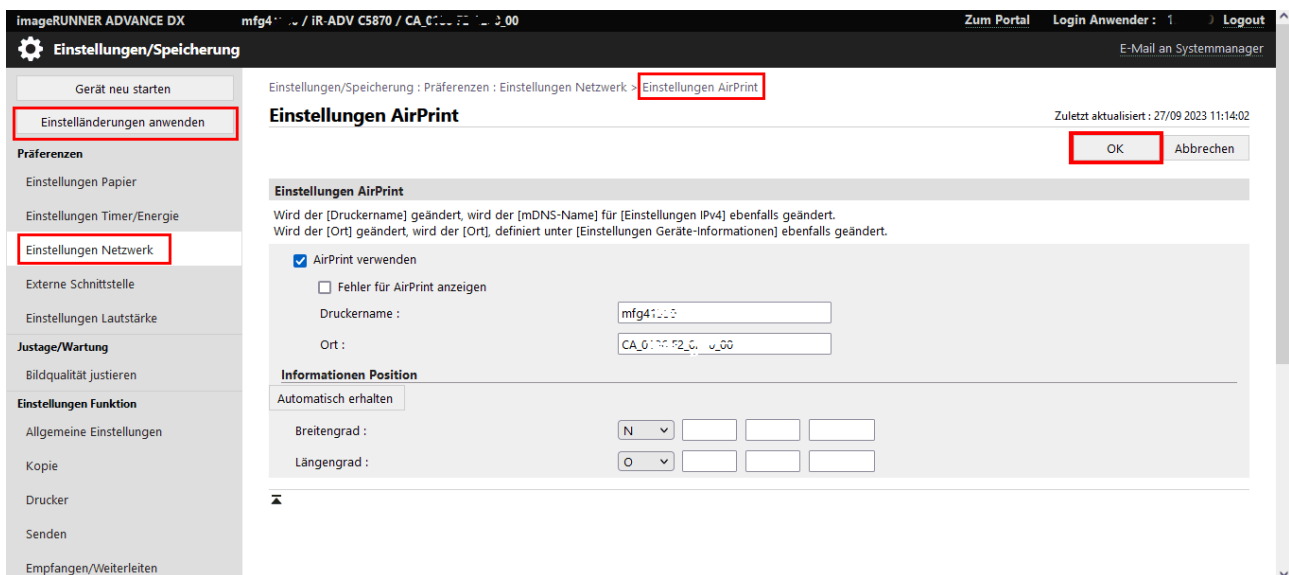 imageRUNNER ADVANCE DX
/ iR-ADV C5870 /
Zum Portal
Login Anwender :
Logout
Einstellungen/Speicherung
E-Mail an Systemmanager
Gerät neu starten
Einstelländerungen anwenden
Präferenzen
Einstellungen Papier
Einstellungen Timer/Energie
Einstellungen Netzwerk
Externe Schnittstelle
Einstellungen Lautstärke
Justage/Wartung
Bildqualität justieren
Einstellungen Funktion
Allgemeine Einstellungen
Kopie
Drucker
Senden
Empfangen/Weiterleiten
Einstellungen/Speicherung : Präferenzen : Einstellungen Netzwerk > Einstellungen AirPrint
Einstellungen AirPrint
Zuletzt aktualisiert : 27/09 2023 11:14:02
OK
Abbrechen
Einstellungen AirPrint
Wird der [Druckername] geändert, wird der [mDNS-Name] für [Einstellungen IPv4] ebenfalls geändert.
Wird der [Ort] geändert, wird der [Ort], definiert unter [Einstellungen Geräte-Informationen] ebenfalls geändert.
AirPrint verwenden
Fehler für AirPrint anzeigen
Druckername :
Ort :
Informationen Position
Automatisch erhalten
Breitengrad :
N
Längengrad :
O